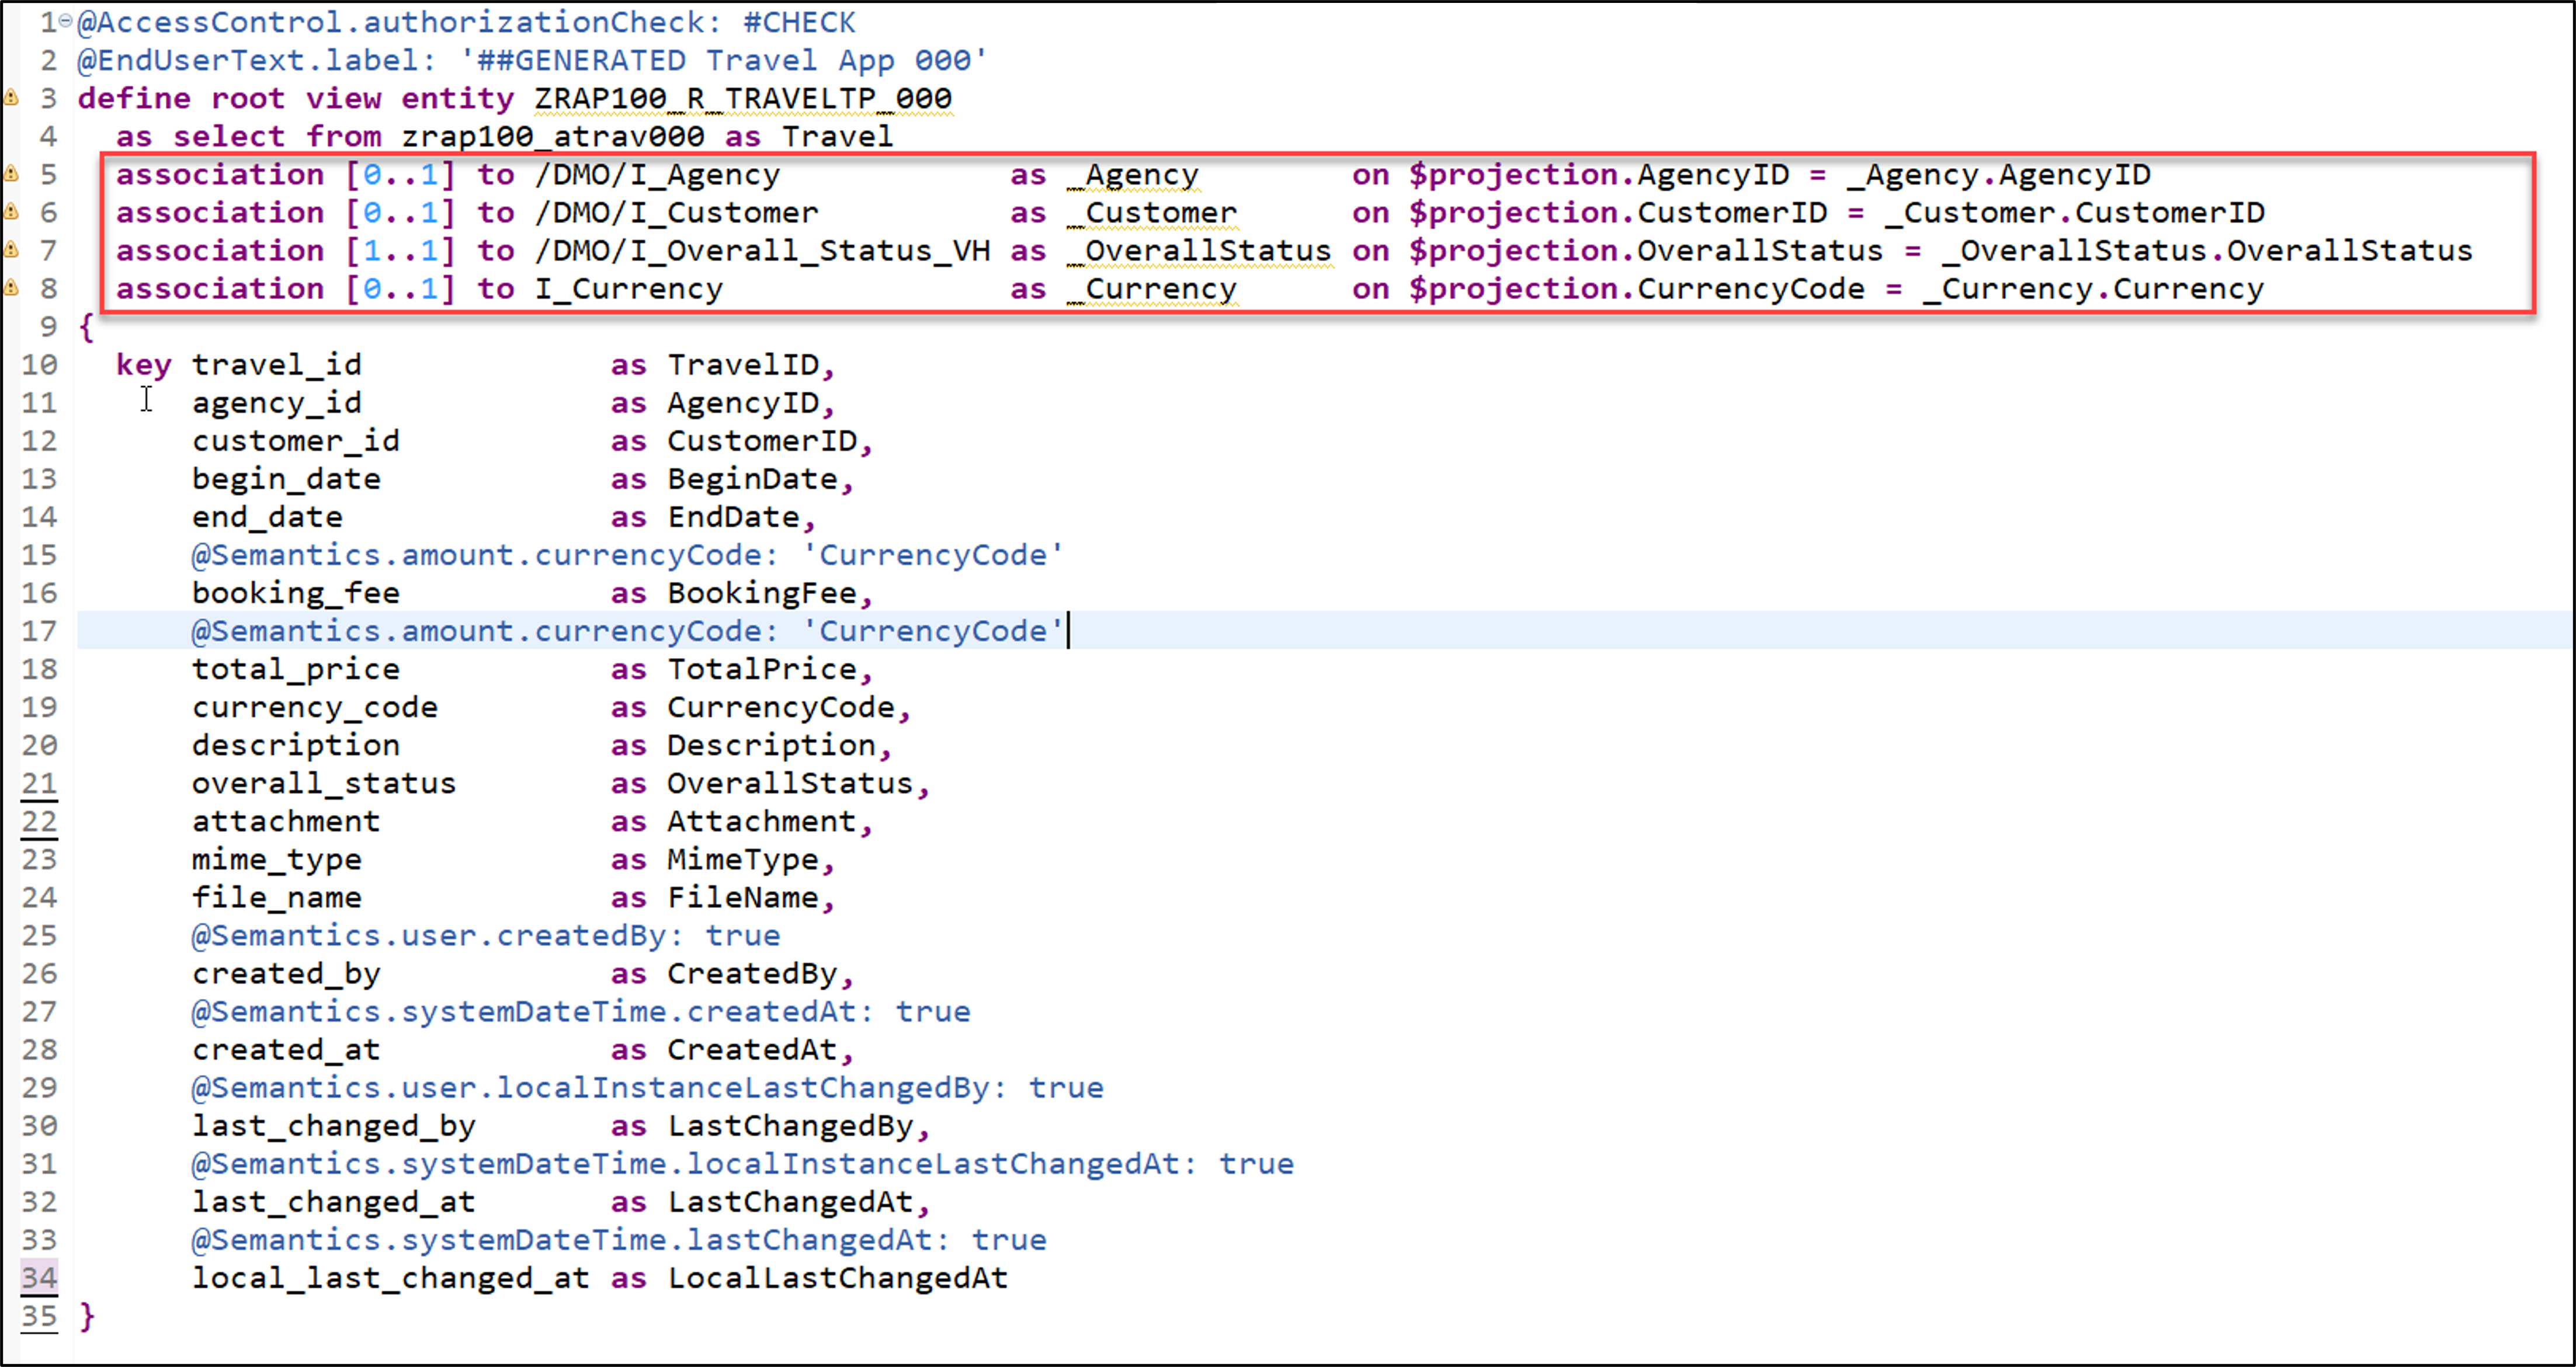 1 @AccessControl.authorizationCheck: #CHECK
2 @EndUserText.label: '##GENERATED Travel App 000'
3 define root view entity ZRAP100_R_TRAVELTP_000
4   as select from zrap100_atrav000 as Travel
5   association [0..1] to /DMO/I_Agency            as _Agency        on $projection.AgencyID = _Agency.AgencyID
6   association [0..1] to /DMO/I_Customer          as _Customer      on $projection.CustomerID = _Customer.CustomerID
7   association [1..1] to /DMO/I_Overall_Status_VH as _OverallStatus on $projection.OverallStatus = _OverallStatus.OverallStatus
8   association [0..1] to I_Currency               as _Currency      on $projection.CurrencyCode = _Currency.Currency
9 {
10   key travel_id             as TravelID,
11       agency_id             as AgencyID,
12       customer_id           as CustomerID,
13       begin_date            as BeginDate,
14       end_date              as EndDate,
15       @Semantics.amount.currencyCode: 'CurrencyCode'
16       booking_fee           as BookingFee,
17       @Semantics.amount.currencyCode: 'CurrencyCode'
18       total_price           as TotalPrice,
19       currency_code         as CurrencyCode,
20       description           as Description,
21       overall_status        as OverallStatus,
22       attachment            as Attachment,
23       mime_type             as MimeType,
24       file_name             as FileName,
25       @Semantics.user.createdBy: true
26       created_by            as CreatedBy,
27       @Semantics.systemDateTime.createdAt: true
28       created_at            as CreatedAt,
29       @Semantics.user.localInstanceLastChangedBy: true
30       last_changed_by       as LastChangedBy,
31       @Semantics.systemDateTime.localInstanceLastChangedAt: true
32       last_changed_at       as LastChangedAt,
33       @Semantics.systemDateTime.lastChangedAt: true
34       local_last_changed_at as LocalLastChangedAt
35 }